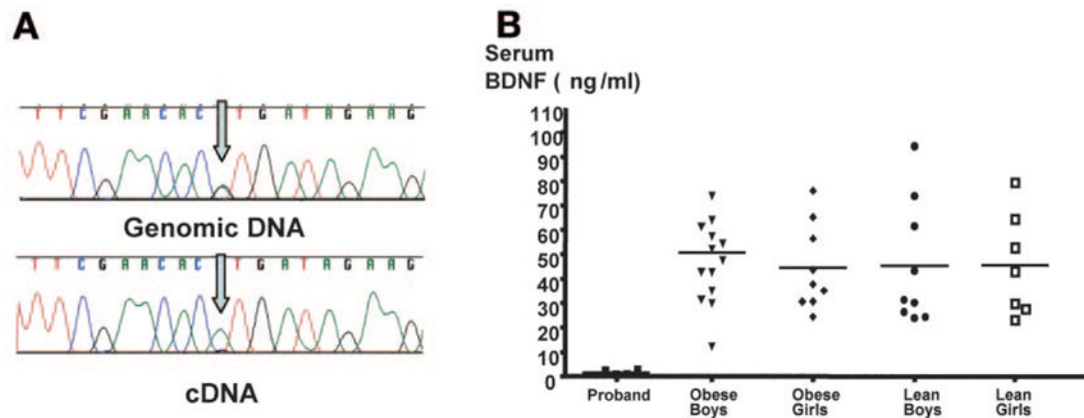 A
T T C G A A C A C T G A T A G A A G
Genomic DNA
T T C G A A C A C T G A T A G A A G
cDNA
B
Serum
BDNF ( ng/ml)
110
100
90
80
70
60
50
40
30
20
10
0
Proband
Obese
Boys
Obese
Girls
Lean
Boys
Lean
Girls